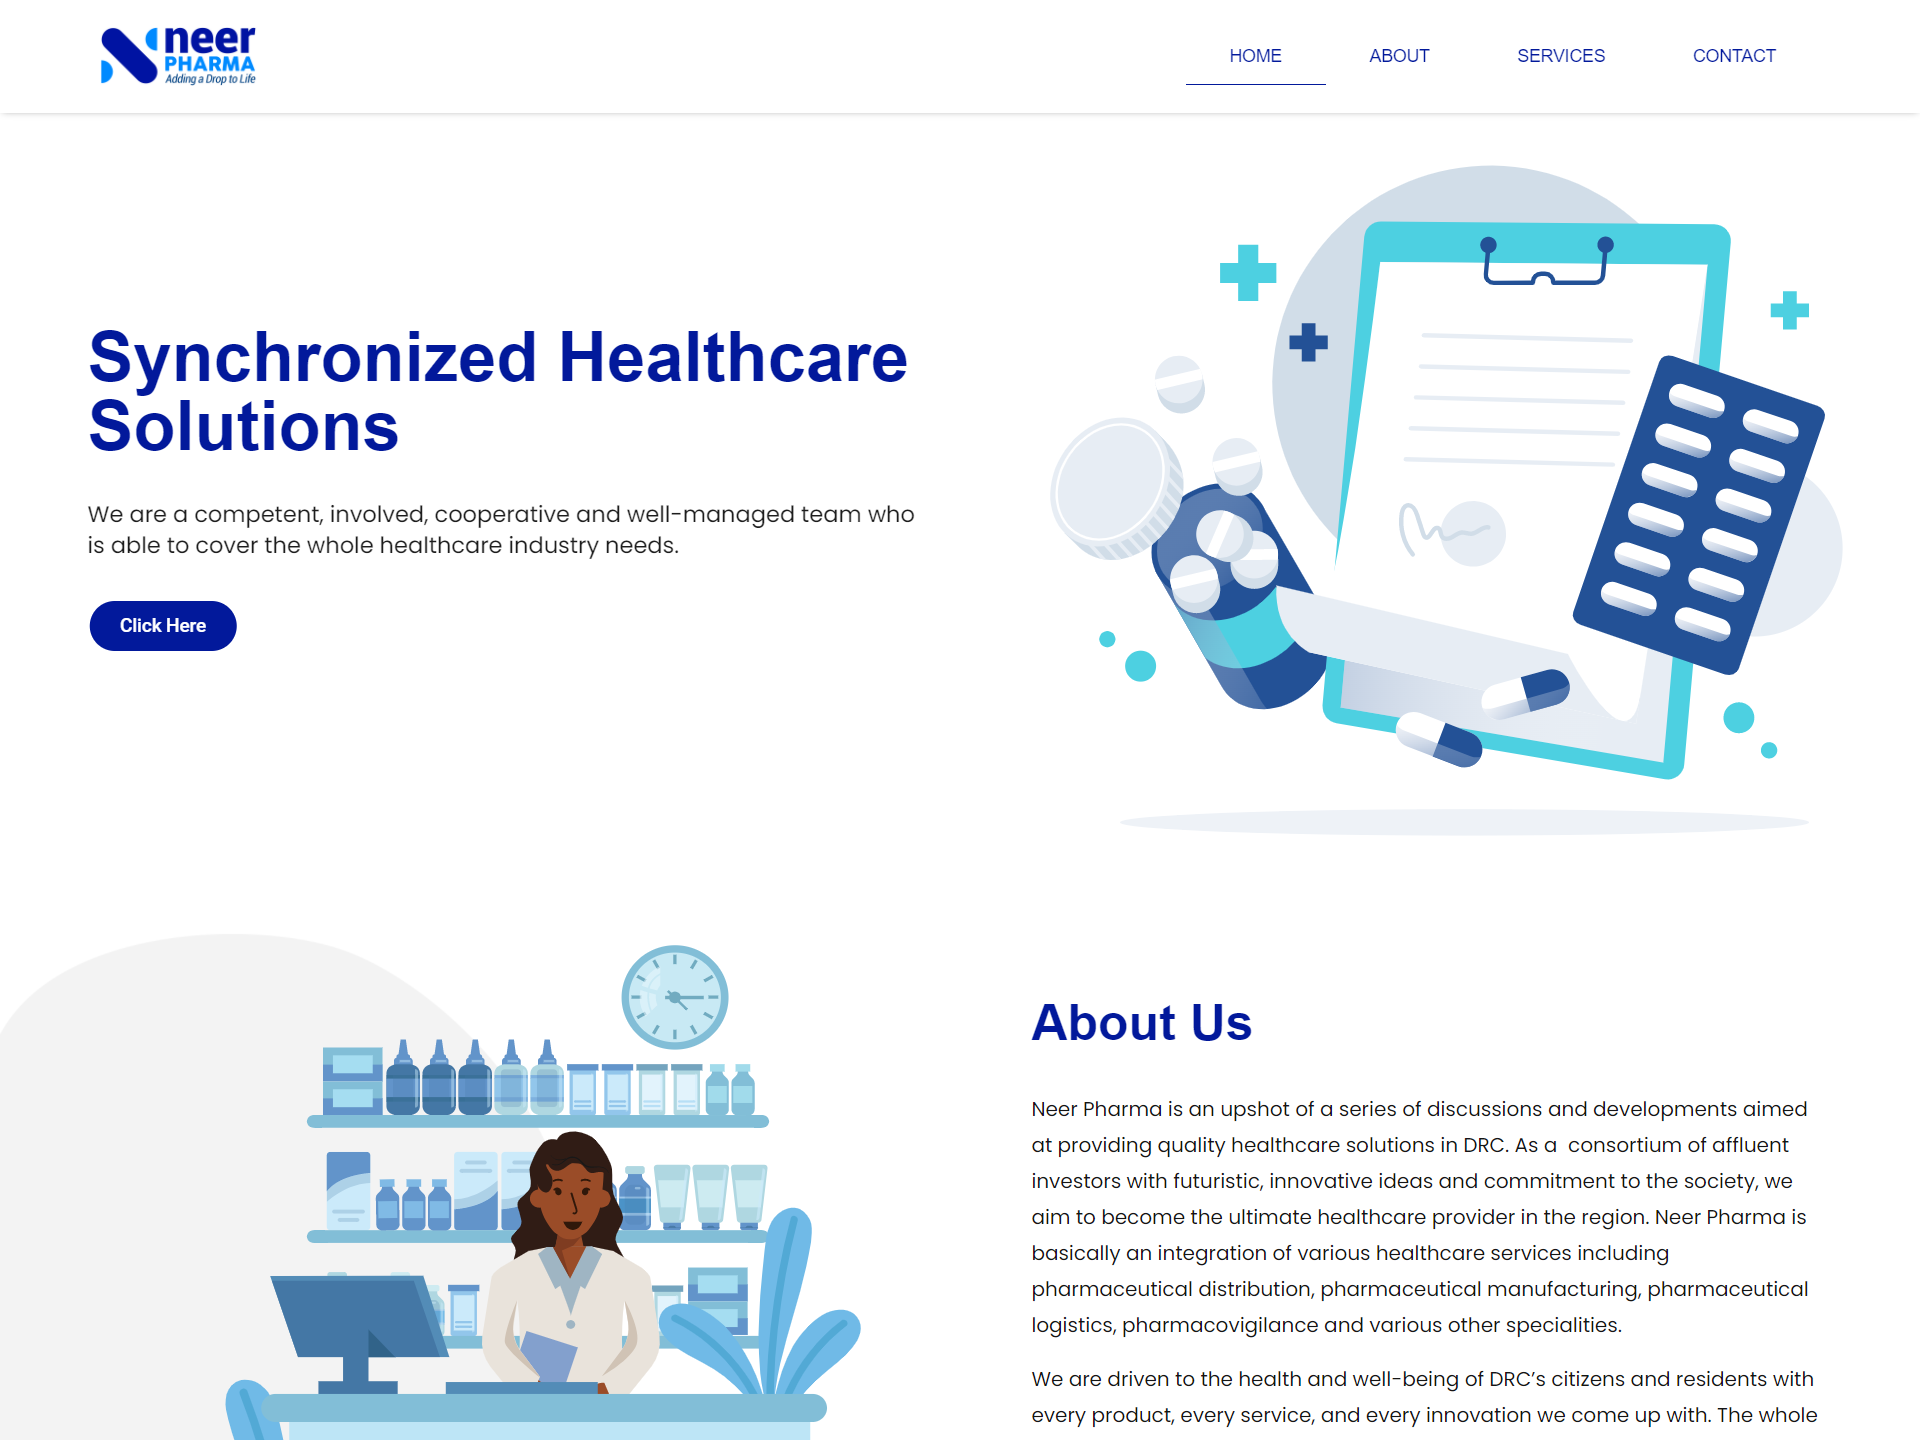 neer
PHARMA
Adding a Drop to Life
HOME
ABOUT
SERVICES
CONTACT
Synchronized Healthcare
Solutions
We are a competent, involved, cooperative and well-managed team who
is able to cover the whole healthcare industry needs.
Click Here
About Us
Neer Pharma is an upshot of a series of discussions and developments aimed
at providing quality healthcare solutions in DRC. As a  consortium of affluent
investors with futuristic, innovative ideas and commitment to the society, we
aim to become the ultimate healthcare provider in the region. Neer Pharma is
basically an integration of various healthcare services including
pharmaceutical distribution, pharmaceutical manufacturing, pharmaceutical
logistics, pharmacovigilance and various other specialities.
We are driven to the health and well-being of DRC’s citizens and residents with
every product, every service, and every innovation we come up with. The whole